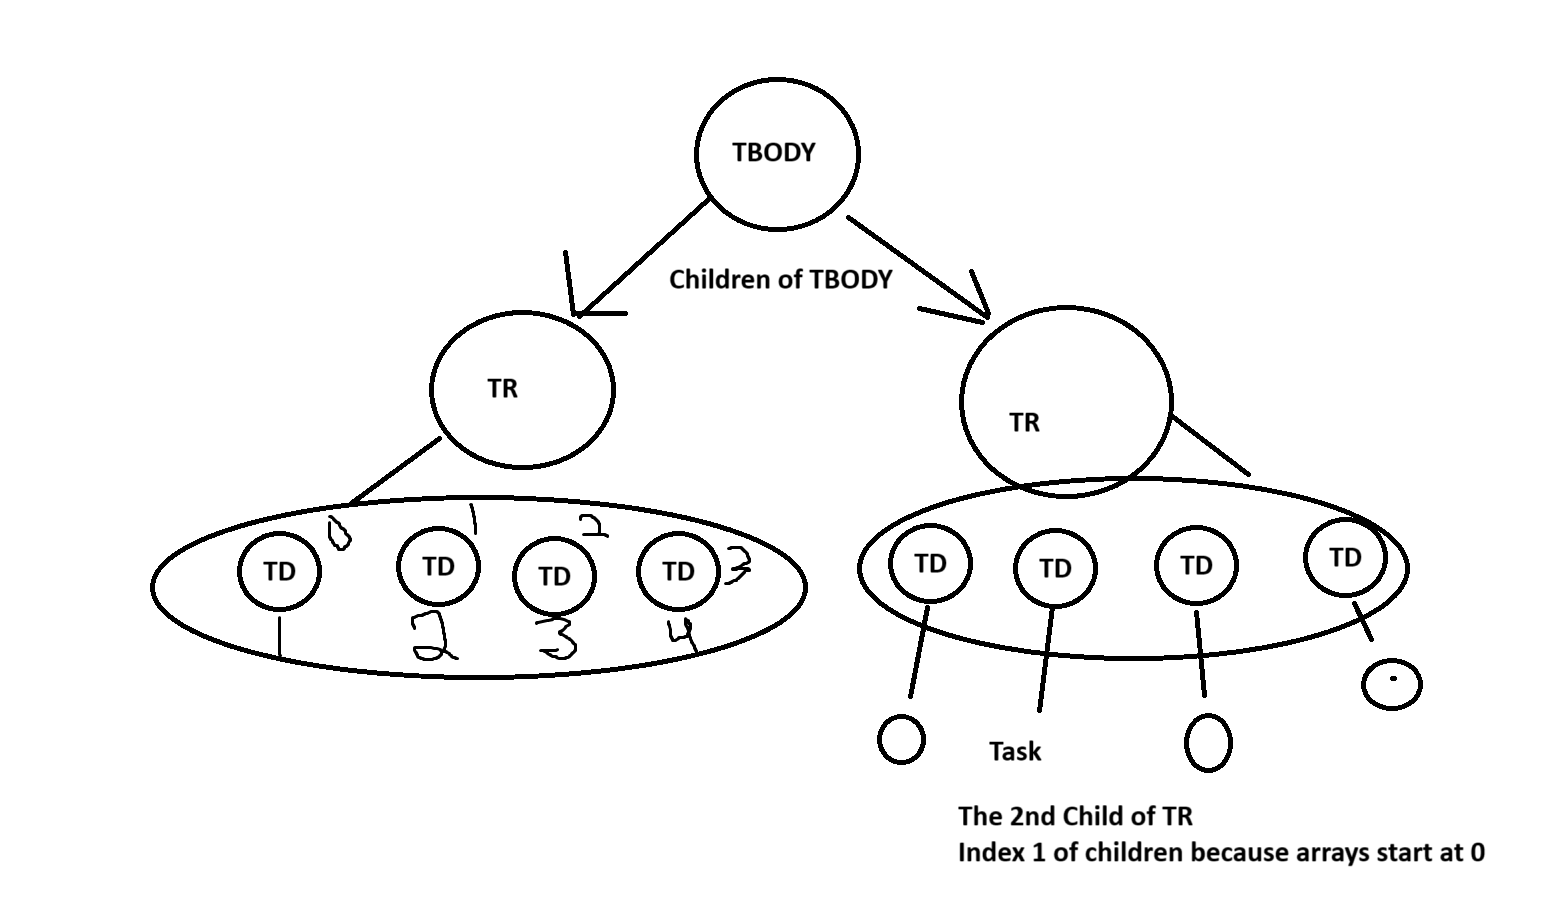 TBODY
Children of TBODY
TR
TR
0 1 2 3
TD TD TD TD
1 2 3 4
TD TD TD TD
Task
The 2nd Child of TR
Index 1 of children because arrays start at 0